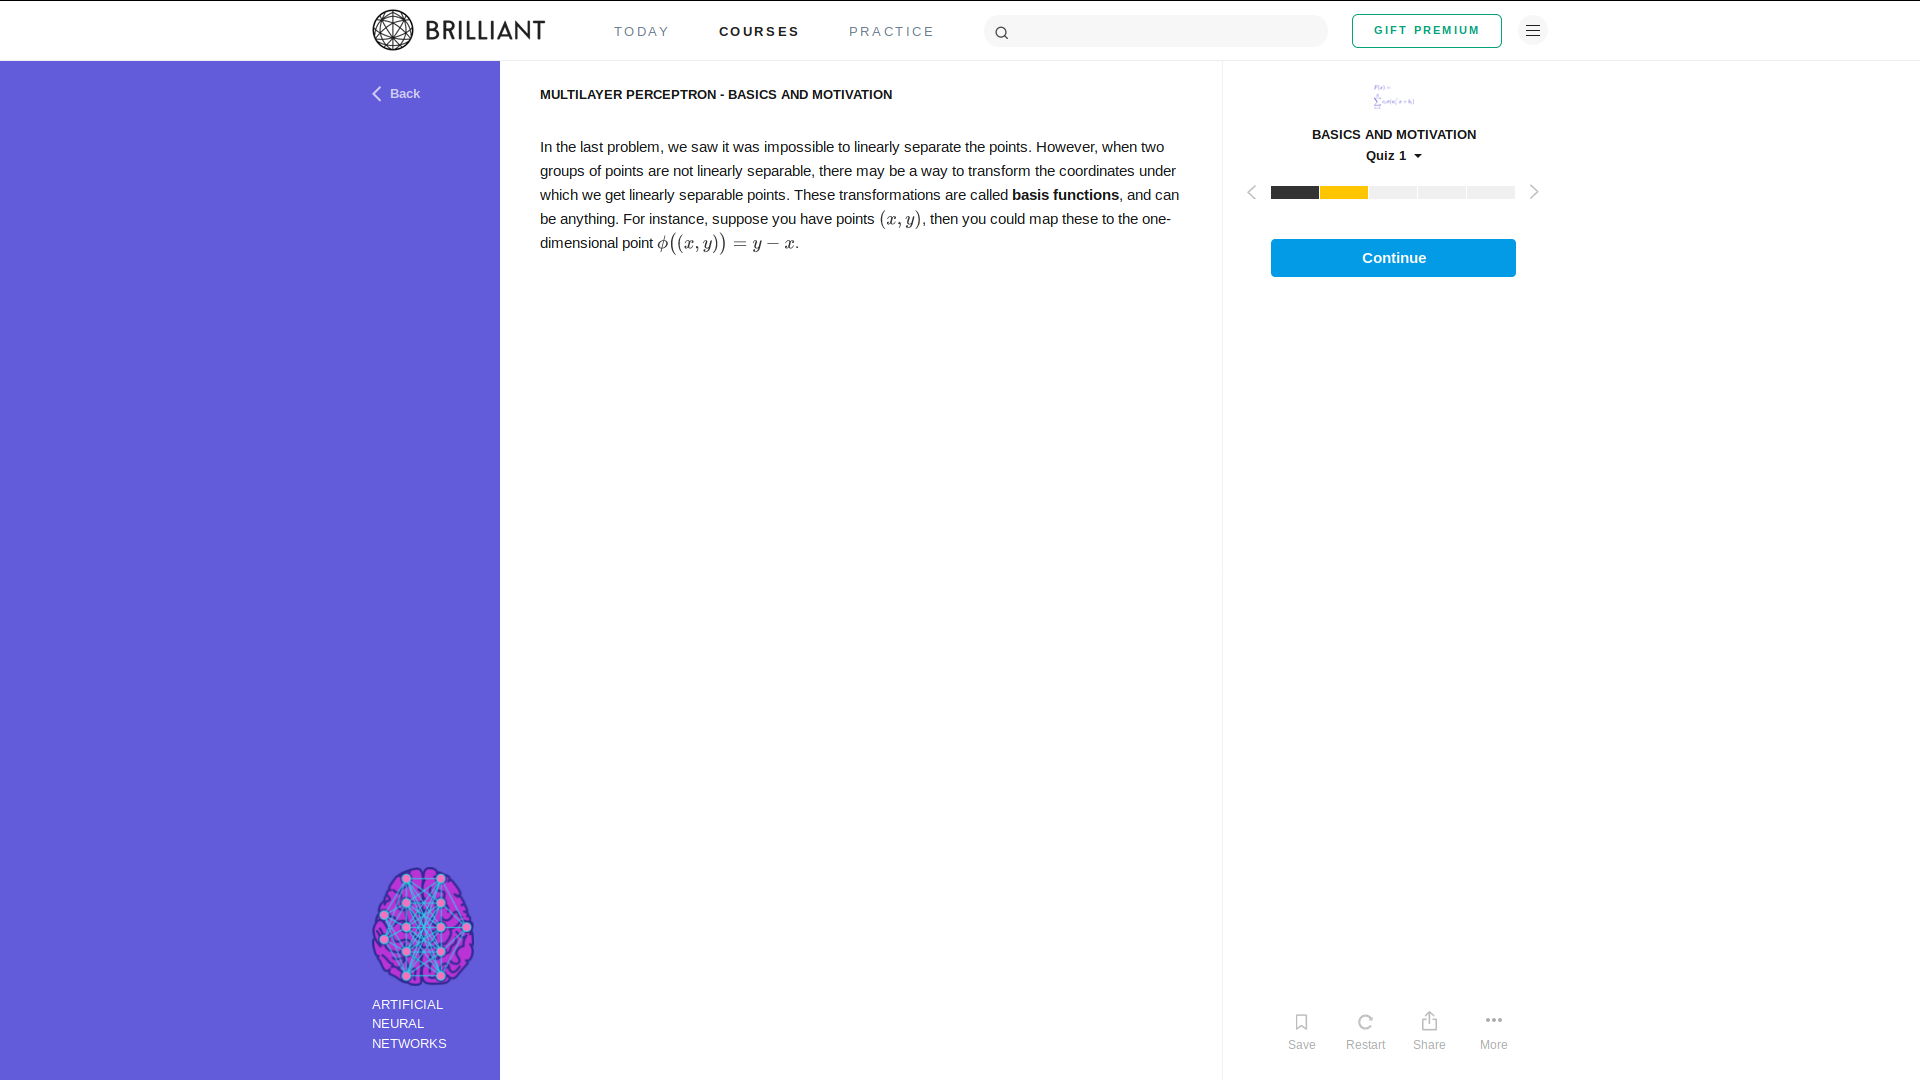 BRILLIANT
TODAY
COURSES
PRACTICE
GIFT PREMIUM
Back
MULTILAYER PERCEPTRON - BASICS AND MOTIVATION
In the last problem, we saw it was impossible to linearly separate the points. However, when two
groups of points are not linearly separable, there may be a way to transform the coordinates under
which we get linearly separable points. These transformations are called basis functions, and can
be anything. For instance, suppose you have points (x, y), then you could map these to the one-
dimensional point ϕ((x, y)) = y − x.
BASICS AND MOTIVATION
Quiz 1
Continue
ARTIFICIAL
NEURAL
NETWORKS
Save
Restart
Share
More